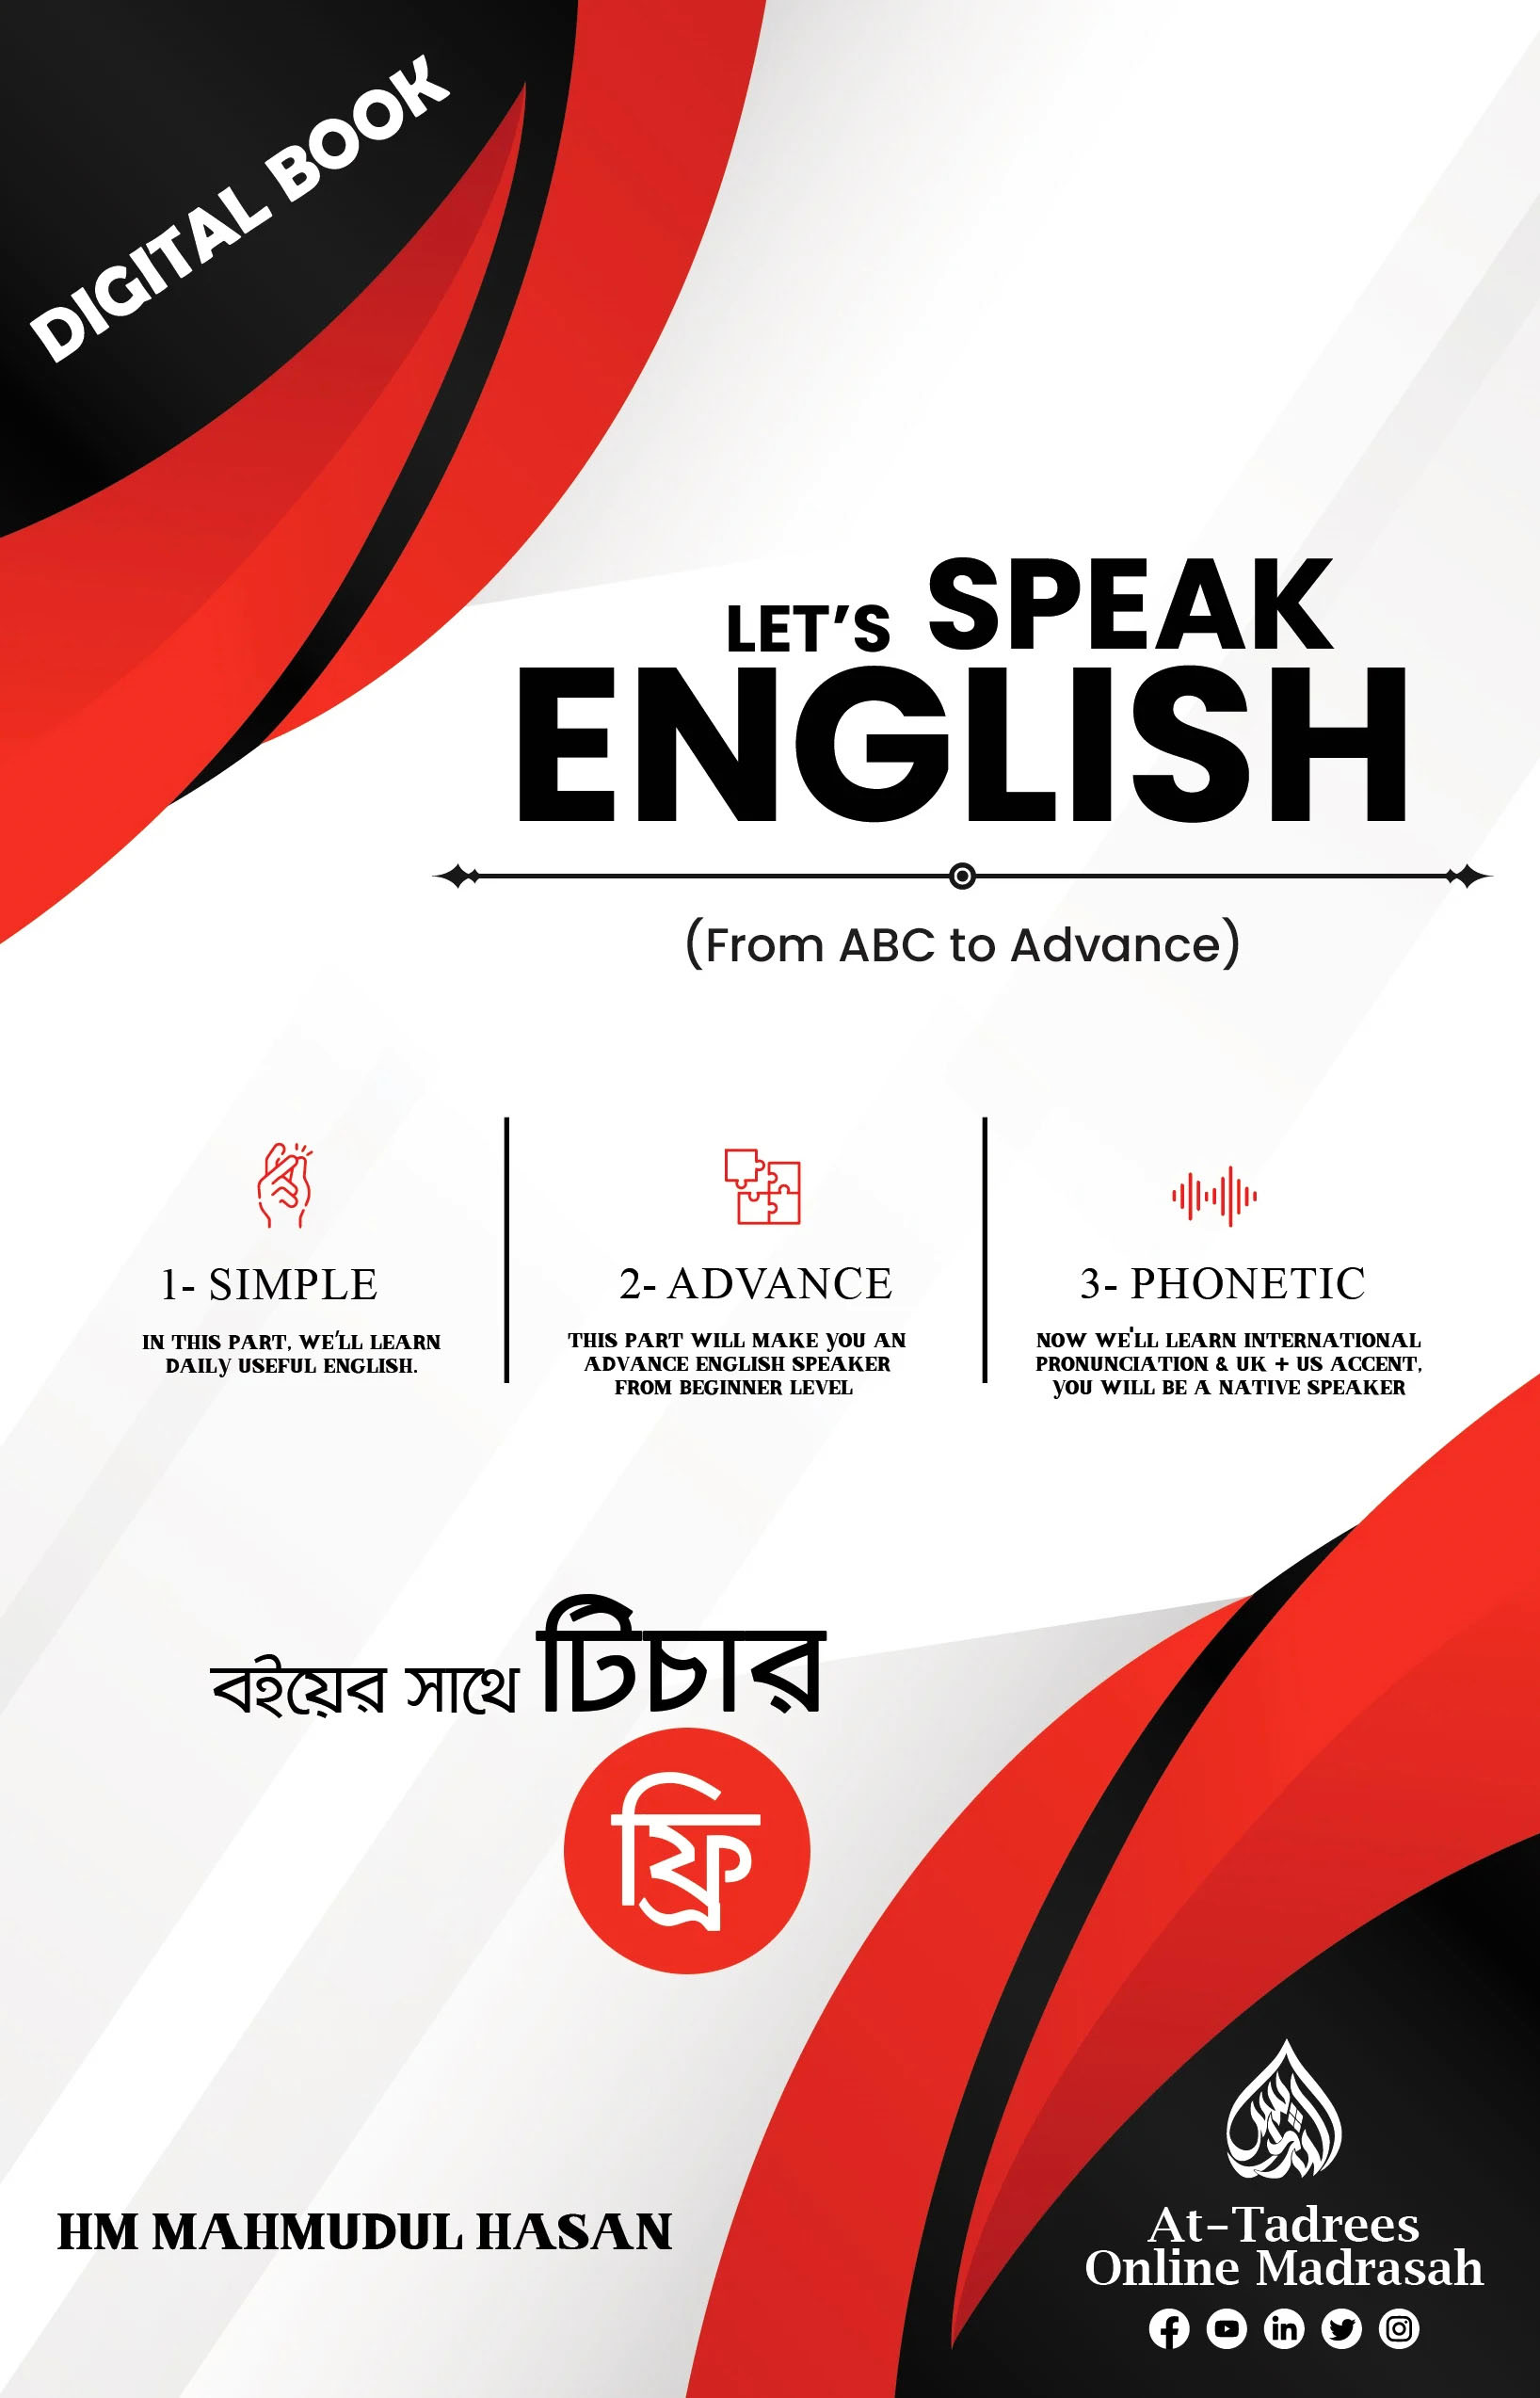 DIGITAL BOOK
LET'S SPEAK
ENGLISH
(From ABC to Advance)
1- SIMPLE
IN THIS PART, WE'LL LEARN
DAILY USEFUL ENGLISH.
2- ADVANCE
THIS PART WILL MAKE YOU AN
ADVANCE ENGLISH SPEAKER
FROM BEGINNER LEVEL
3- PHONETIC
NOW WE'LL LEARN INTERNATIONAL
PRONUNCIATION & UK + US ACCENT,
YOU WILL BE A NATIVE SPEAKER
বইয়ের সাথে টিচার
ফ্রি
HM MAHMUDUL HASAN
At-Tadrees
Online Madrasah